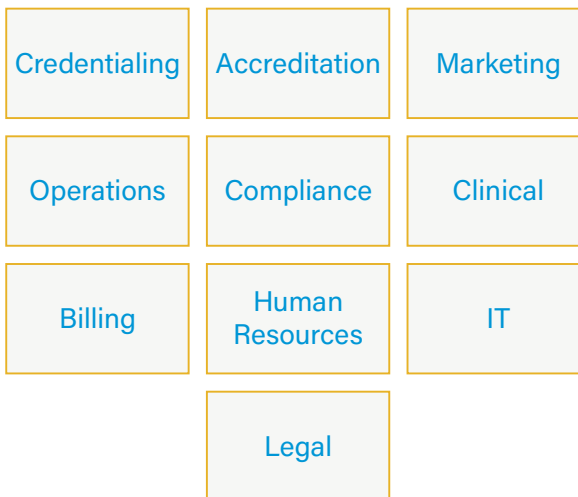 Credentialing
Accreditation
Marketing
Operations
Compliance
Clinical
Billing
Human
Resources
IT
Legal